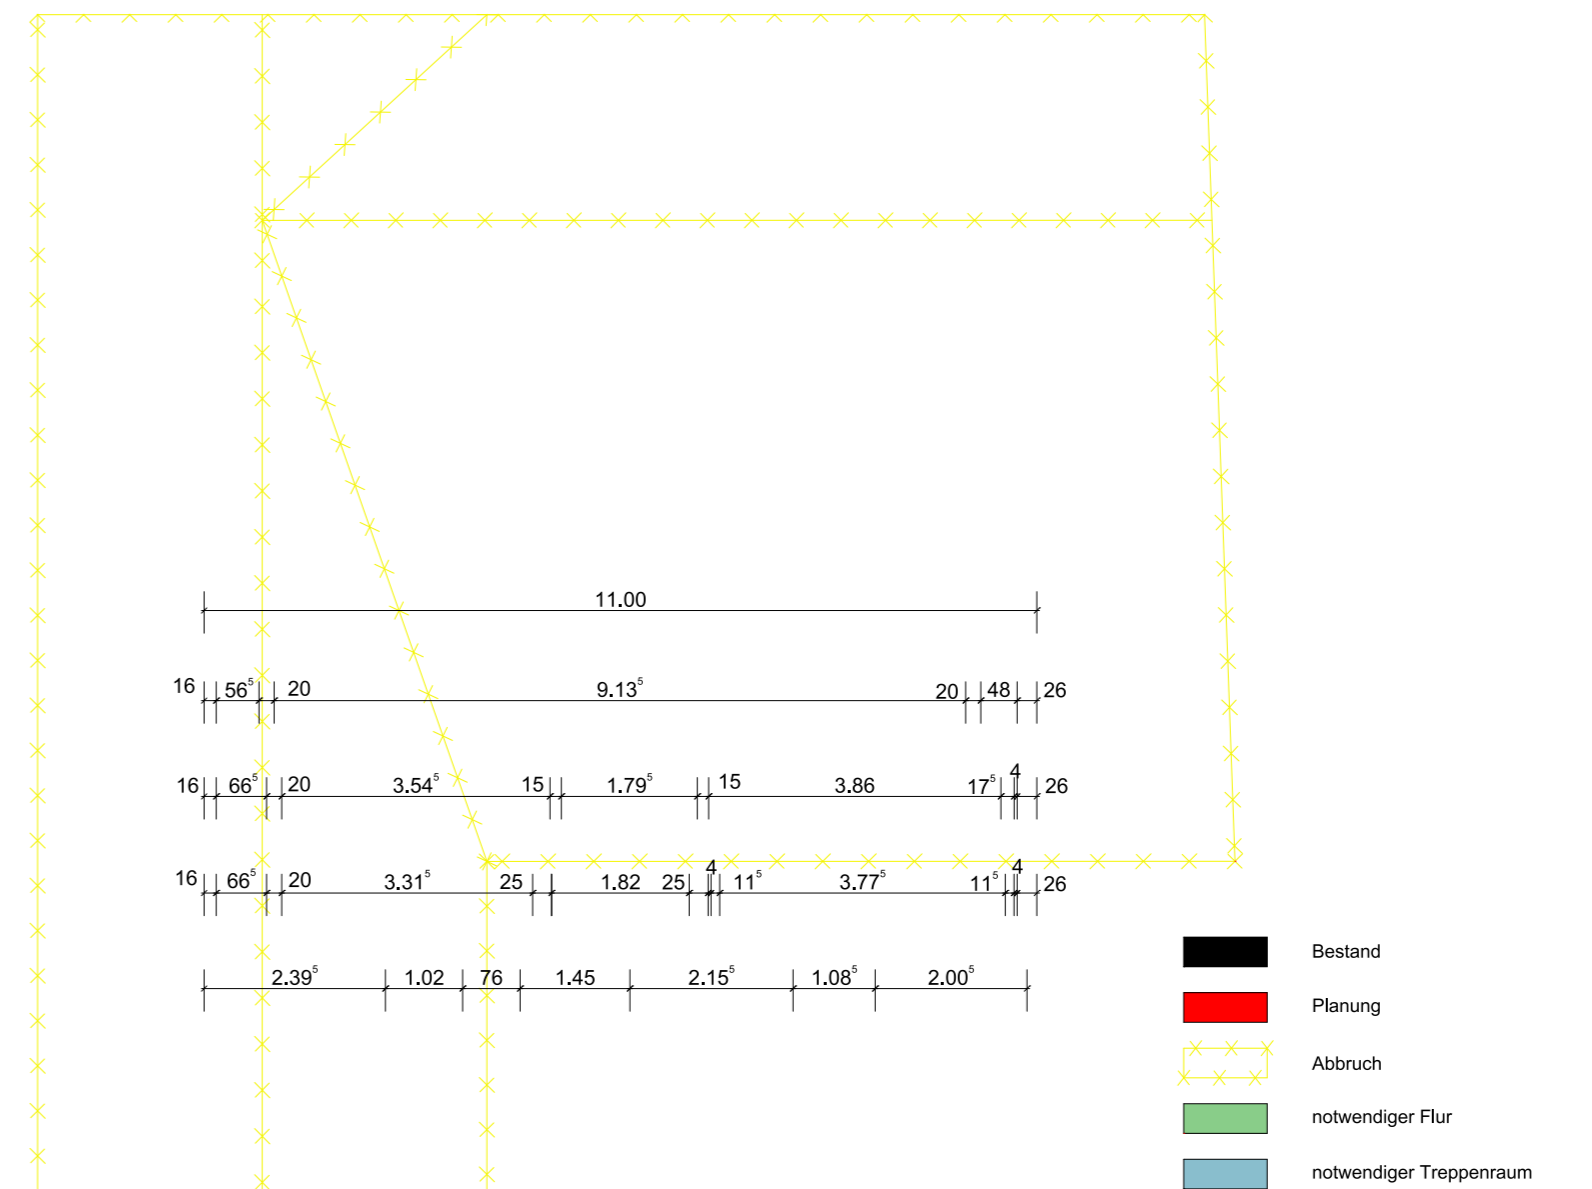 11.00
16 56⁵ 20 9.13⁵ 20 48 26
16 66⁵ 20 3.54⁵ 15 1.79⁵ 15 3.86 17⁵ 4 26
16 66⁵ 20 3.31⁵ 25 1.82 25 4 11⁵ 3.77⁵ 11⁵ 4 26
2.39⁵ 1.02 76 1.45 2.15⁵ 1.08⁵ 2.00⁵
Bestand
Planung
Abbruch
notwendiger Flur
notwendiger Treppenraum